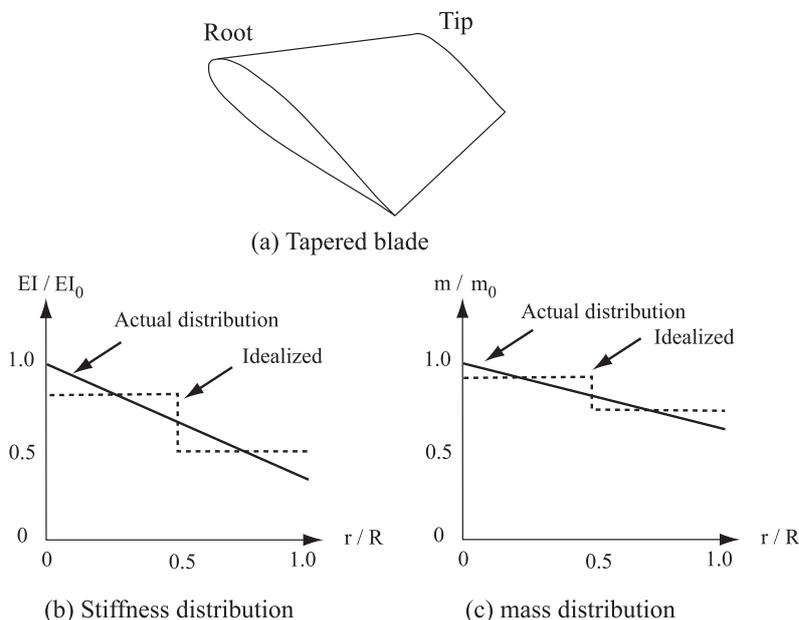 Root
Tip
(a) Tapered blade
EI / EI0
Actual distribution
Idealized
1.0
0.5
0
0
0.5
1.0
r / R
(b) Stiffness distribution
m / m0
Actual distribution
Idealized
1.0
0.5
0
0
0.5
1.0
r / R
(c) mass distribution